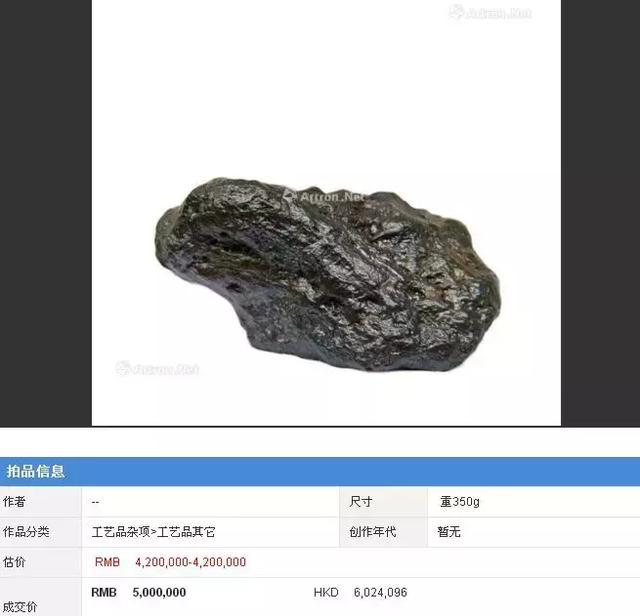 Artron.Net
Artron.Net
Artron.Net
拍品信息
作者 -- 尺寸 重350g
作品分类 工艺品杂项>工艺品其它 创作年代 暂无
估价 RMB 4,200,000-4,200,000
成交价 RMB 5,000,000 HKD 6,024,096